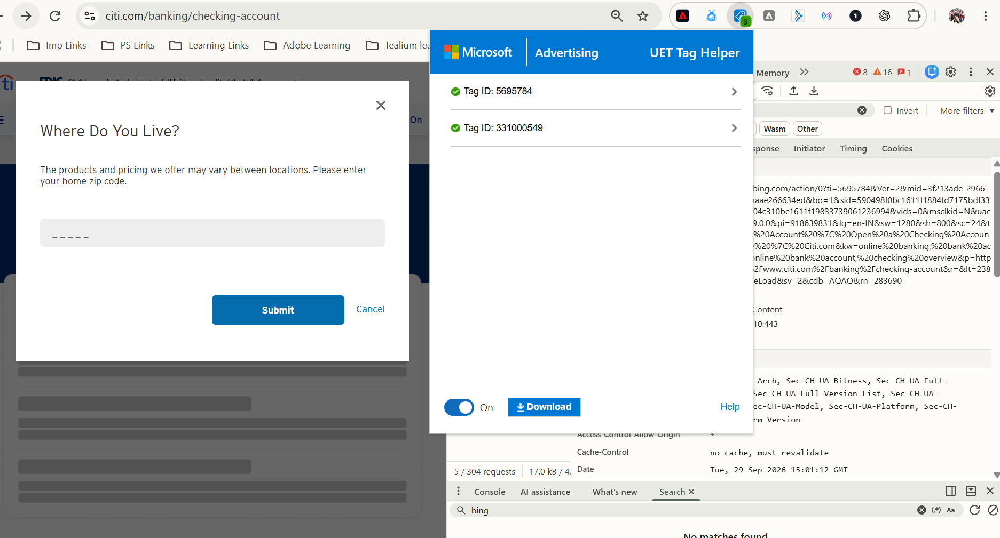 citi.com/banking/checking-account
3
1
Imp Links
PS Links
Learning Links
Adobe Learning
Tealium
Microsoft
Advertising
UET Tag Helper
Tag ID: 5695784
Tag ID: 331000549
On
Download
Help
On
Where Do You Live?
The products and pricing we offer may vary between locations. Please enter
your home zip code.
_ _ _ _ _
Submit
Cancel
Memory
8
16
1
Invert
More filters
Wasm
Other
Initiator
Timing
Cookies
bing.com/action/0?ti=5695784&Ver=2&mid=3f213ade-2966-
aae266634ed&bo=1&sid=590498f0bc1611f1884fd7175bdf33
04c310bc1611f19833739061236994&vids=0&msclkid=N&uac
9.0.0&pi=918639831&lg=en-IN&sw=1280&sh=800&sc=24&t
%20Account%20%7C%20Open%20a%20Checking%20Accoun
%20%7C%20Citi.com&kw=online%20banking,%20bank%20ac
online%20bank%20account,%20checking%20overview&p=http
2Fwww.citi.com%2Fbanking%2Fchecking-account&r=&lt=238
eLoad&sv=2&cdb=AQAQ&rn=283690
Content
10:443
-Arch, Sec-CH-UA-Bitness, Sec-CH-UA-Full-
Sec-CH-UA-Full-Version-List, Sec-CH-UA-
ec-CH-UA-Model, Sec-CH-UA-Platform, Sec-CH-
rm-Version
Access-Control-Allow-Origin
*
Cache-Control
no-cache, must-revalidate
Date
Tue, 29 Sep 2026 15:01:12 GMT
5 / 304 requests
17.0 kB / 4,
Console
AI assistance
What's new
Search
bing
(.*)
Aa
No matches found